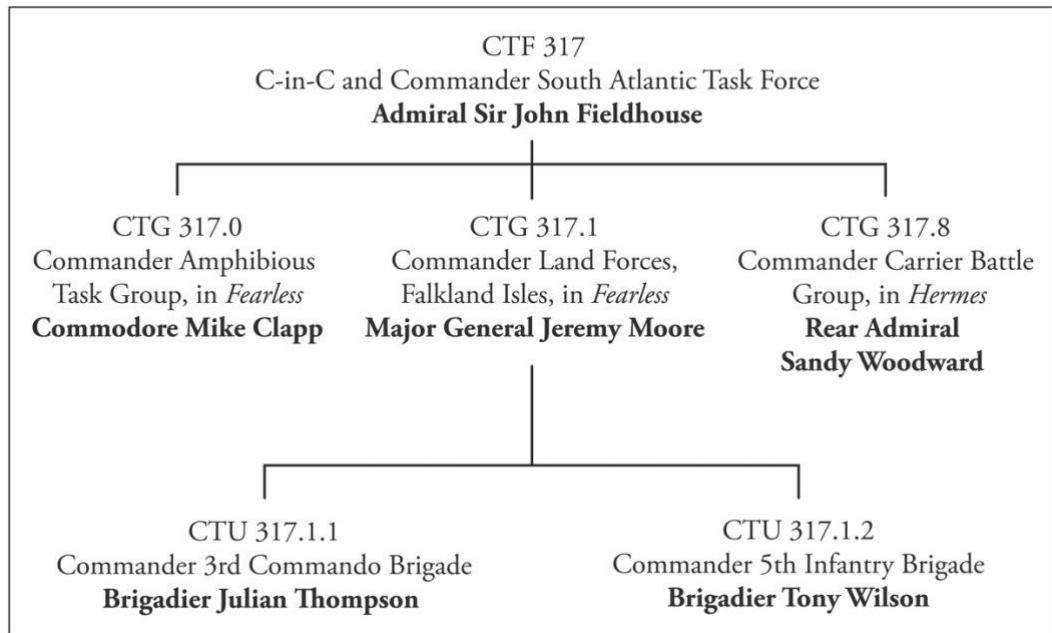 CTF 317
C-in-C and Commander South Atlantic Task Force
Admiral Sir John Fieldhouse
CTG 317.0
Commander Amphibious
Task Group, in Fearless
Commodore Mike Clapp
CTG 317.1
Commander Land Forces,
Falkland Isles, in Fearless
Major General Jeremy Moore
CTG 317.8
Commander Carrier Battle
Group, in Hermes
Rear Admiral
Sandy Woodward
CTU 317.1.1
Commander 3rd Commando Brigade
Brigadier Julian Thompson
CTU 317.1.2
Commander 5th Infantry Brigade
Brigadier Tony Wilson